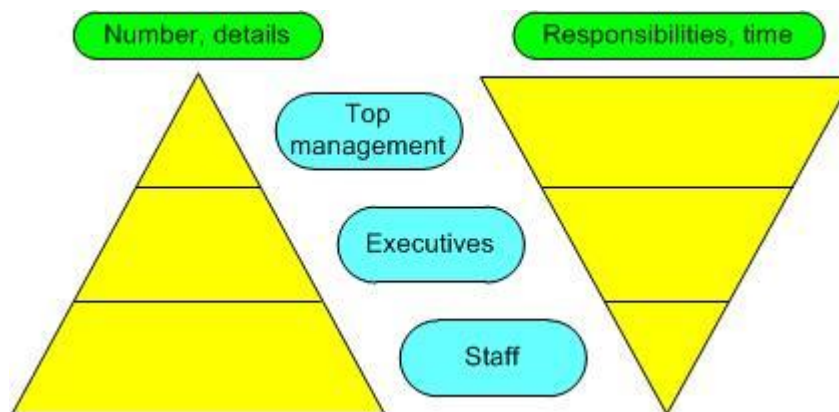 Number, details
Responsibilities, time
Top
management
Executives
Staff